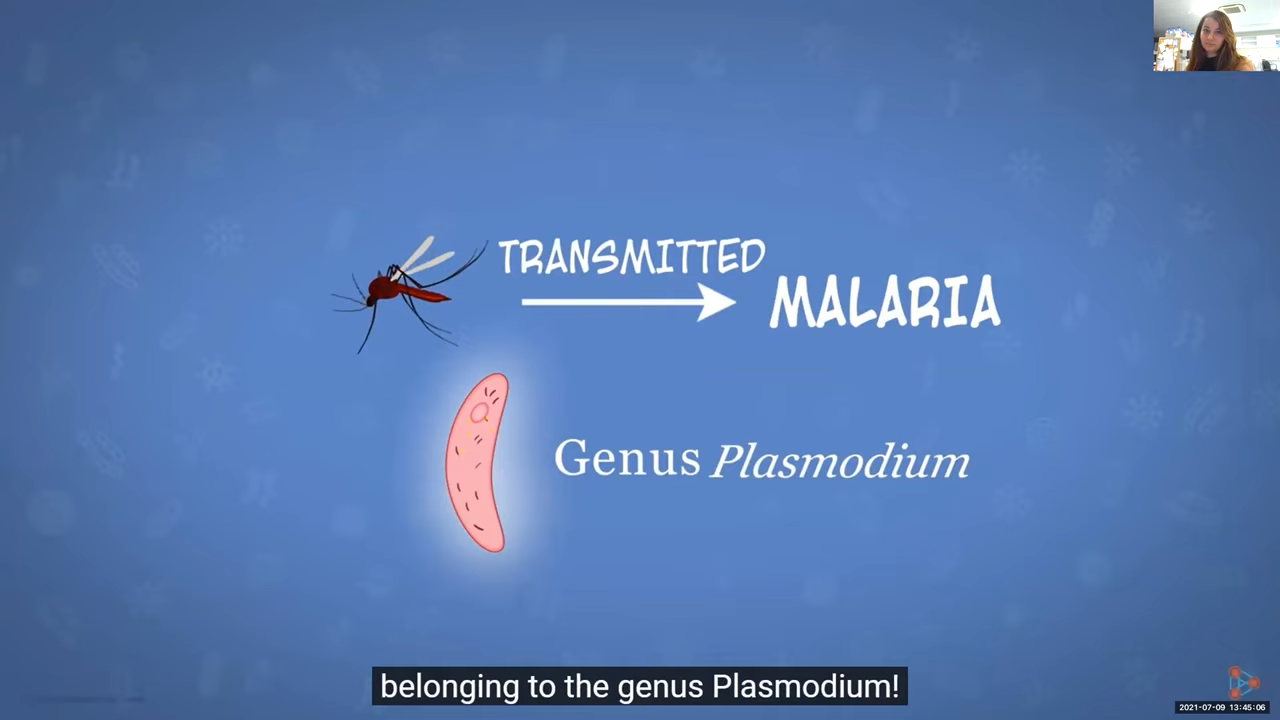 TRANSMITTED
MALARIA
Genus Plasmodium
belonging to the genus Plasmodium!
2021-07-09 13:45:06